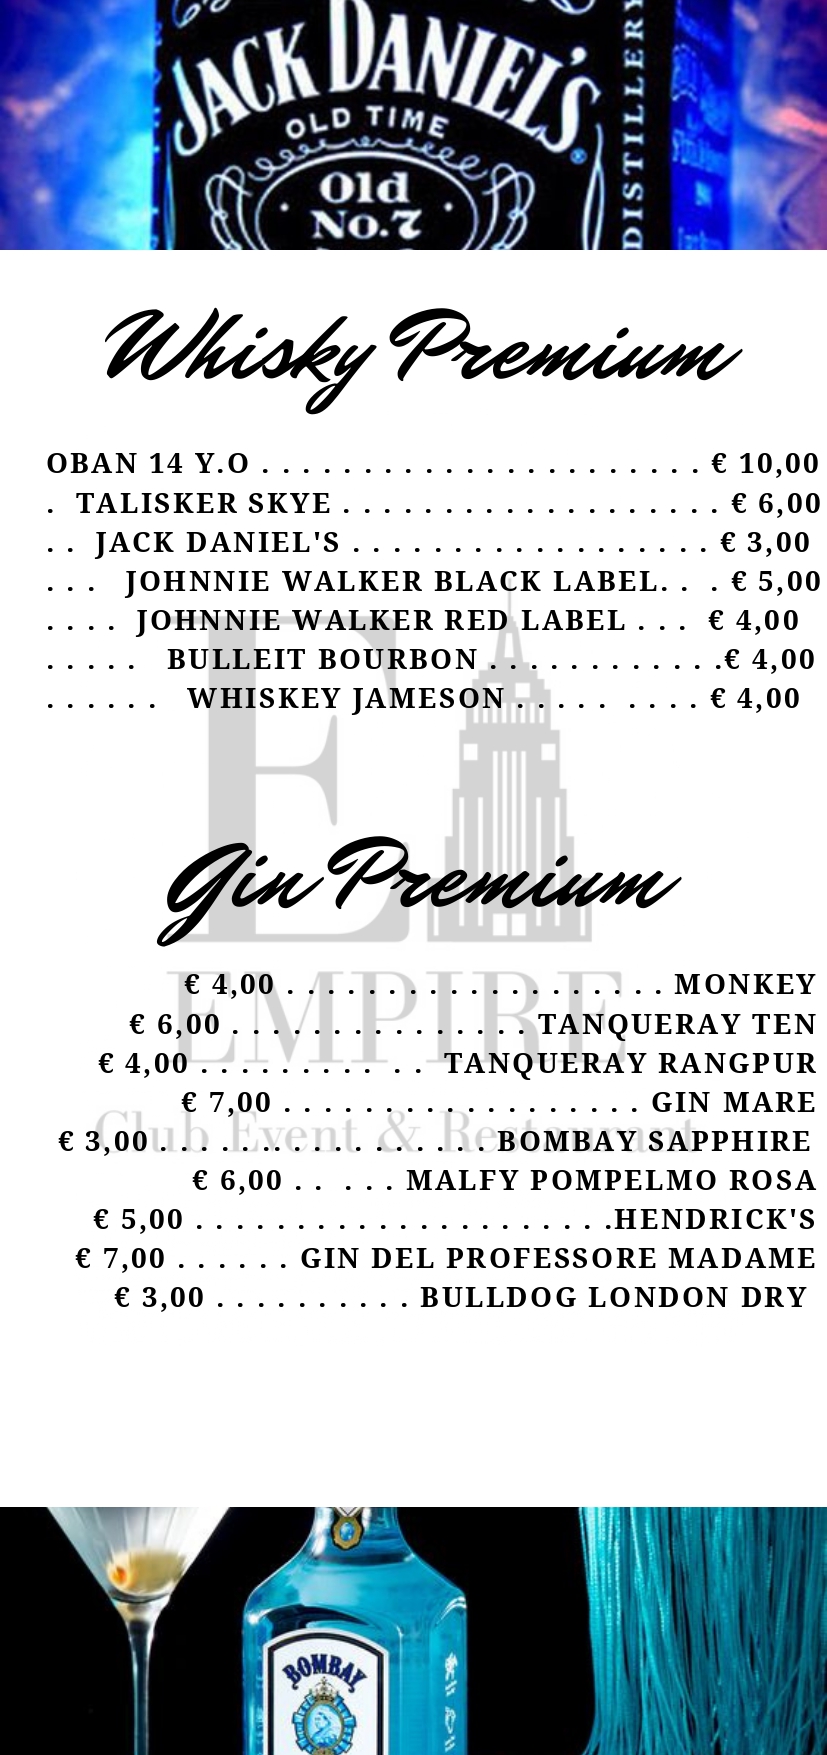 JACK DANIEL'S
OLD TIME
Old
No.7
DISTILLERY
Whisky Premium
OBAN 14 Y.O . . . . . . . . . . . . . . . . . . . . . . € 10,00
. TALISKER SKYE . . . . . . . . . . . . . . . . . . . € 6,00
. . JACK DANIEL'S . . . . . . . . . . . . . . . . . . € 3,00
. . . JOHNNIE WALKER BLACK LABEL. . . € 5,00
. . . . JOHNNIE WALKER RED LABEL . . . € 4,00
. . . . . BULLEIT BOURBON . . . . . . . . . . . .€ 4,00
. . . . . . WHISKEY JAMESON . . . . . . . . . € 4,00
E
Gin Premium
EMPIRE
Club Event & Restaurant
€ 4,00 . . . . . . . . . . . . . . . . . . . MONKEY
€ 6,00 . . . . . . . . . . . . . . . TANQUERAY TEN
€ 4,00 . . . . . . . . . . . . TANQUERAY RANGPUR
€ 7,00 . . . . . . . . . . . . . . . . . . GIN MARE
€ 3,00 . . . . . . . . . . . . . . . . . BOMBAY SAPPHIRE
€ 6,00 . . . . . MALFY POMPELMO ROSA
€ 5,00 . . . . . . . . . . . . . . . . . . . . .HENDRICK'S
€ 7,00 . . . . . . GIN DEL PROFESSORE MADAME
€ 3,00 . . . . . . . . . . BULLDOG LONDON DRY
BOMBAY